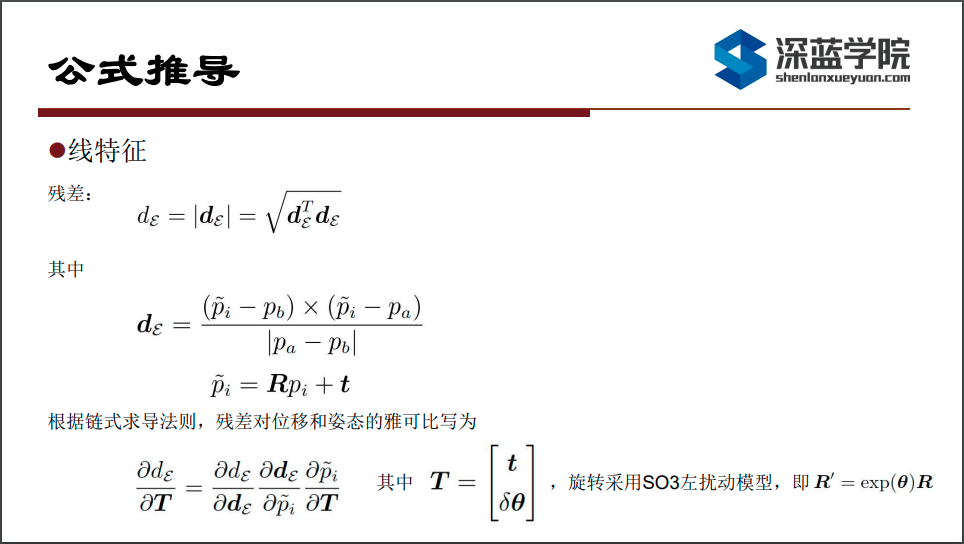 公式推导
深蓝学院
shenlanxueyuan.com
●线特征
残差：
$d_{\mathcal{E}} = |\boldsymbol{d}_{\mathcal{E}}| = \sqrt{\boldsymbol{d}_{\mathcal{E}}^T \boldsymbol{d}_{\mathcal{E}}}$
其中
$\boldsymbol{d}_{\mathcal{E}} = \frac{(\tilde{p}_i - p_b) \times (\tilde{p}_i - p_a)}{|p_a - p_b|}$
$\tilde{p}_i = \boldsymbol{R} p_i + \boldsymbol{t}$
根据链式求导法则，残差对位移和姿态的雅可比写为
$\frac{\partial d_{\mathcal{E}}}{\partial \boldsymbol{T}} = \frac{\partial d_{\mathcal{E}}}{\partial \boldsymbol{d}_{\mathcal{E}}} \frac{\partial \boldsymbol{d}_{\mathcal{E}}}{\partial \tilde{p}_i} \frac{\partial \tilde{p}_i}{\partial \boldsymbol{T}}$ 其中 $\boldsymbol{T} = \begin{bmatrix} \boldsymbol{t} \\ \delta\boldsymbol{\theta} \end{bmatrix}$ ，旋转采用SO3左扰动模型，即 $\boldsymbol{R}' = \exp(\boldsymbol{\theta})\boldsymbol{R}$